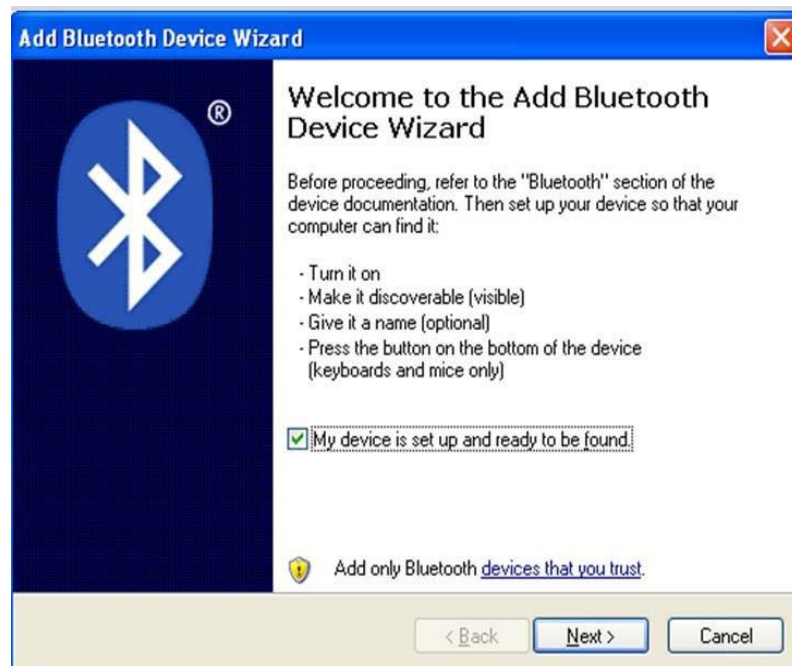 Add Bluetooth Device Wizard
®
Welcome to the Add Bluetooth
Device Wizard
Before proceeding, refer to the "Bluetooth" section of the
device documentation. Then set up your device so that your
computer can find it:
- Turn it on
- Make it discoverable (visible)
- Give it a name (optional)
- Press the button on the bottom of the device
(keyboards and mice only)
My device is set up and ready to be found.
Add only Bluetooth devices that you trust.
< Back
Next >
Cancel